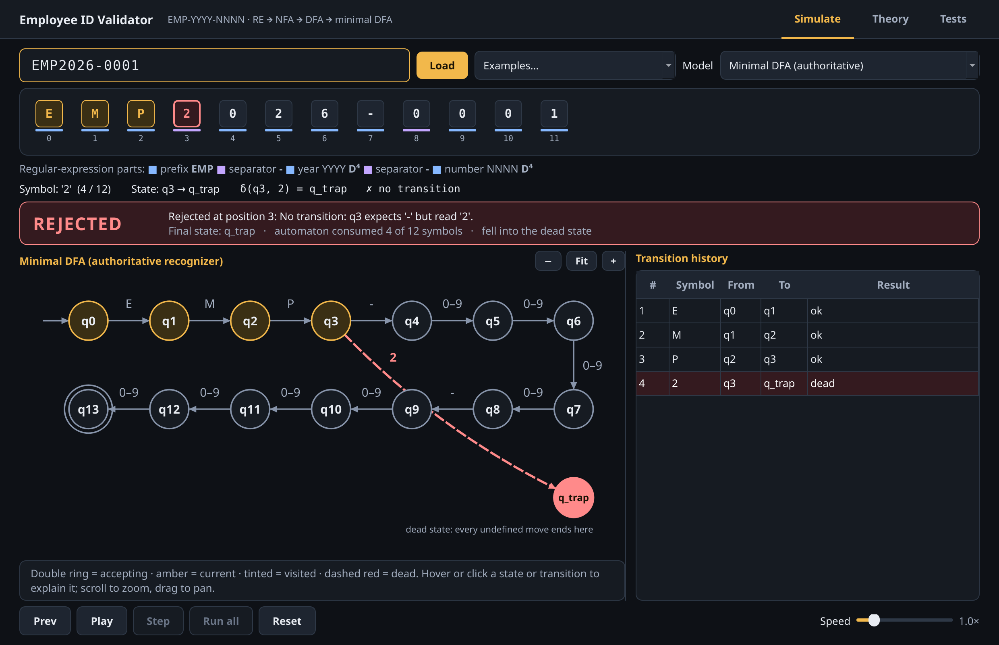 Employee ID Validator EMP-YYYY-NNNN · RE → NFA → DFA → minimal DFA Simulate Theory Tests
EMP2026-0001 Load Examples... Model Minimal DFA (authoritative)
E M P 2 0 2 6 - 0 0 0 1
0 1 2 3 4 5 6 7 8 9 10 11
Regular-expression parts: prefix EMP separator - year YYYY D⁴ separator - number NNNN D⁴
Symbol: '2' (4 / 12) State: q3 → q_trap δ(q3, 2) = q_trap ✗ no transition
REJECTED
Rejected at position 3: No transition: q3 expects '-' but read '2'.
Final state: q_trap · automaton consumed 4 of 12 symbols · fell into the dead state
Minimal DFA (authoritative recognizer) − Fit +
E M P - 0–9 0–9
q0 q1 q2 q3 q4 q5 q6
2
0–9
0–9 0–9 0–9 0–9 - 0–9
q13 q12 q11 q10 q9 q8 q7
q_trap
dead state: every undefined move ends here
Double ring = accepting · amber = current · tinted = visited · dashed red = dead. Hover or click a state or transition to
explain it; scroll to zoom, drag to pan.
Transition history
# Symbol From To Result
1 E q0 q1 ok
2 M q1 q2 ok
3 P q2 q3 ok
4 2 q3 q_trap dead
Prev Play Step Run all Reset Speed 1.0×